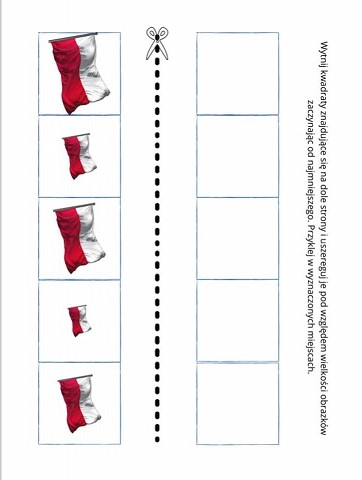 Wytnij kwadraty znajdujące się na dole strony i uszereguj je pod względem wielkości obrazków
zaczynając od najmniejszego. Przyklej w wyznaczonych miejscach.